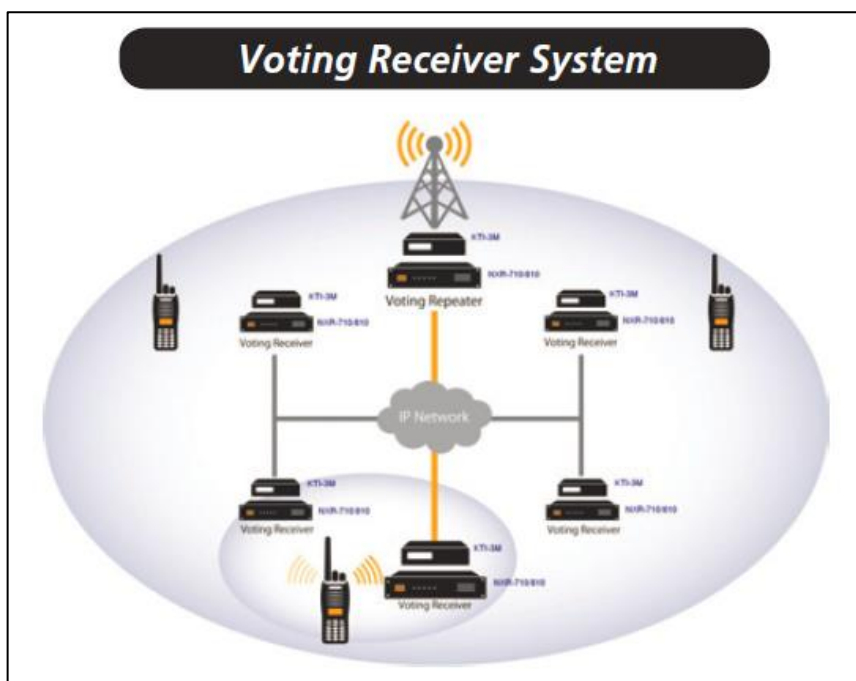 Voting Receiver System
KTI-3M
NXR-710/810
Voting Repeater
KTI-3M
NXR-710/810
Voting Receiver
KTI-3M
NXR-710/810
Voting Receiver
IP Network
KTI-3M
NXR-710/810
Voting Receiver
KTI-3M
NXR-710/810
Voting Receiver
KTI-3M
NXR-710/810
Voting Receiver